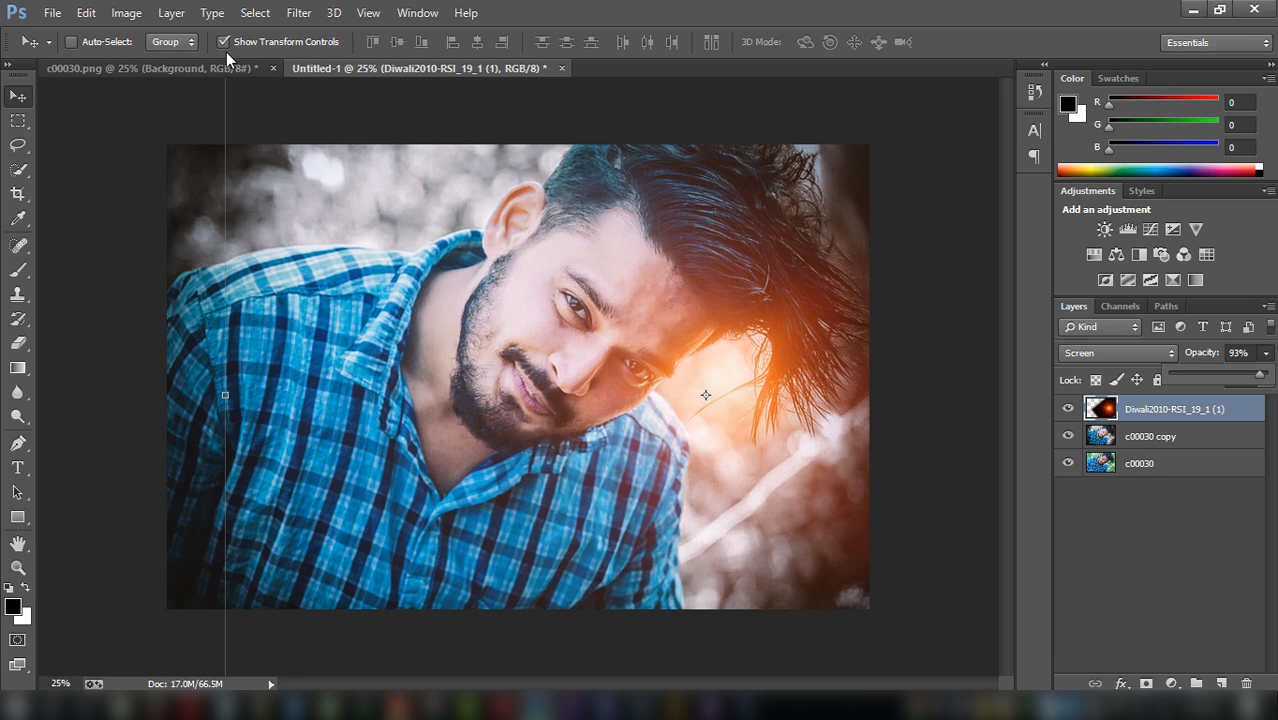 Ps File Edit Image Layer Type Select Filter 3D View Window Help
Auto-Select: Group Show Transform Controls 3D Mode: Essentials
c00030.png @ 25% (Background, RGB/8#) * × Untitled-1 @ 25% (Diwali2010-RSI_19_1 (1), RGB/8) * ×
Color Swatches
R 0
G 0
B 0
Adjustments Styles
Add an adjustment
Layers Channels Paths
Kind
Screen Opacity: 93%
Lock:
Diwali2010-RSI_19_1 (1)
c00030 copy
c00030
25% Doc: 17.0M/66.5M